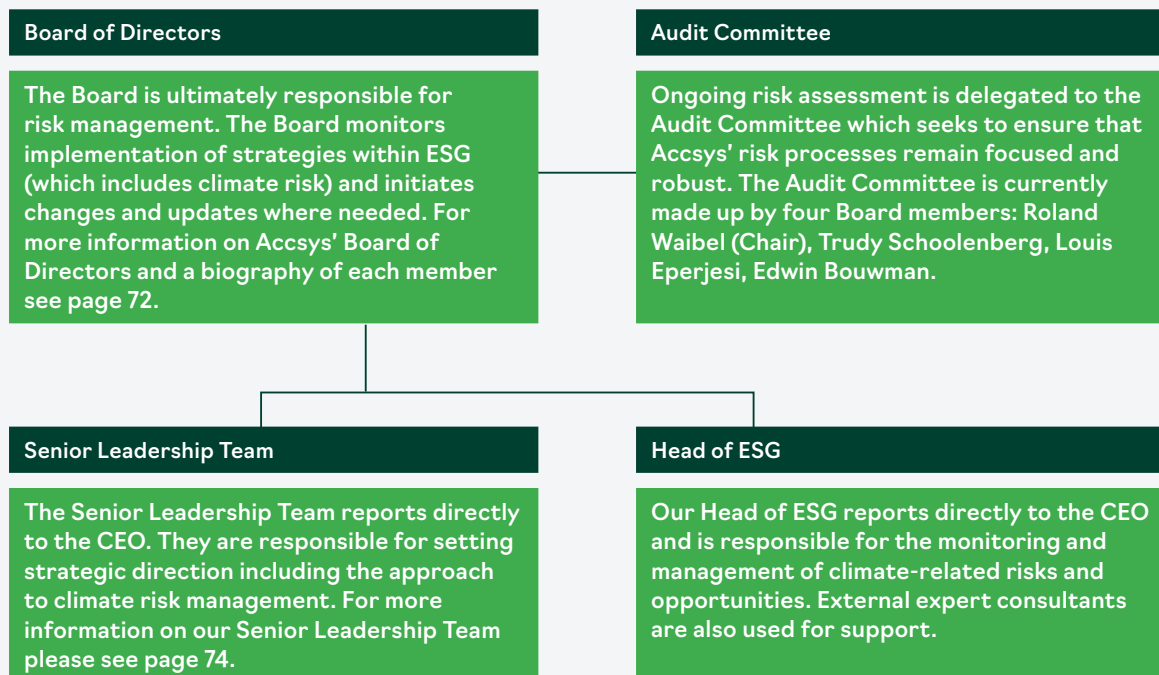 Board of Directors
The Board is ultimately responsible for
risk management. The Board monitors
implementation of strategies within ESG
(which includes climate risk) and initiates
changes and updates where needed. For
more information on Accsys' Board of
Directors and a biography of each member
see page 72.
Audit Committee
Ongoing risk assessment is delegated to the
Audit Committee which seeks to ensure that
Accsys' risk processes remain focused and
robust. The Audit Committee is currently
made up by four Board members: Roland
Waibel (Chair), Trudy Schoolenberg, Louis
Eperjesi, Edwin Bouwman.
Senior Leadership Team
The Senior Leadership Team reports directly
to the CEO. They are responsible for setting
strategic direction including the approach
to climate risk management. For more
information on our Senior Leadership Team
please see page 74.
Head of ESG
Our Head of ESG reports directly to the CEO
and is responsible for the monitoring and
management of climate-related risks and
opportunities. External expert consultants
are also used for support.